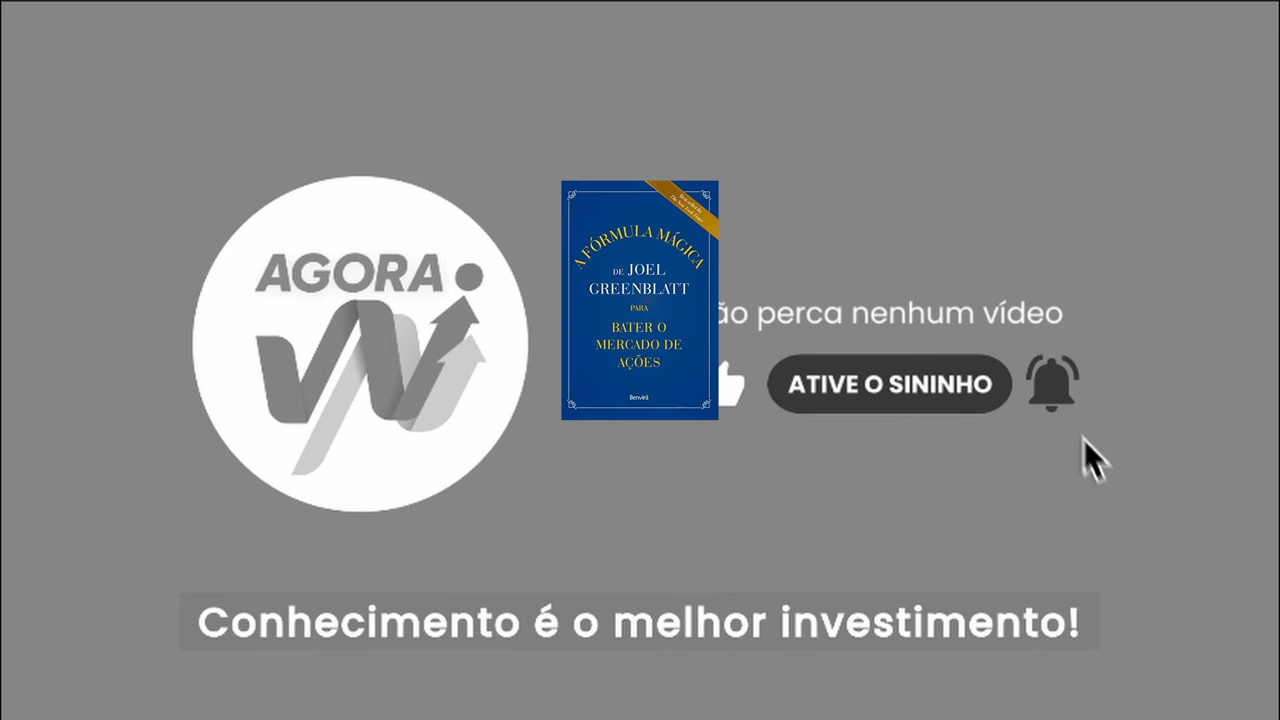 AGORA
A FÓRMULA MÁGICA
DE JOEL
GREENBLATT
PARA
BATER O
MERCADO DE
AÇÕES
Benvirá
ão perca nenhum vídeo
ATIVE O SININHO
Conhecimento é o melhor investimento!